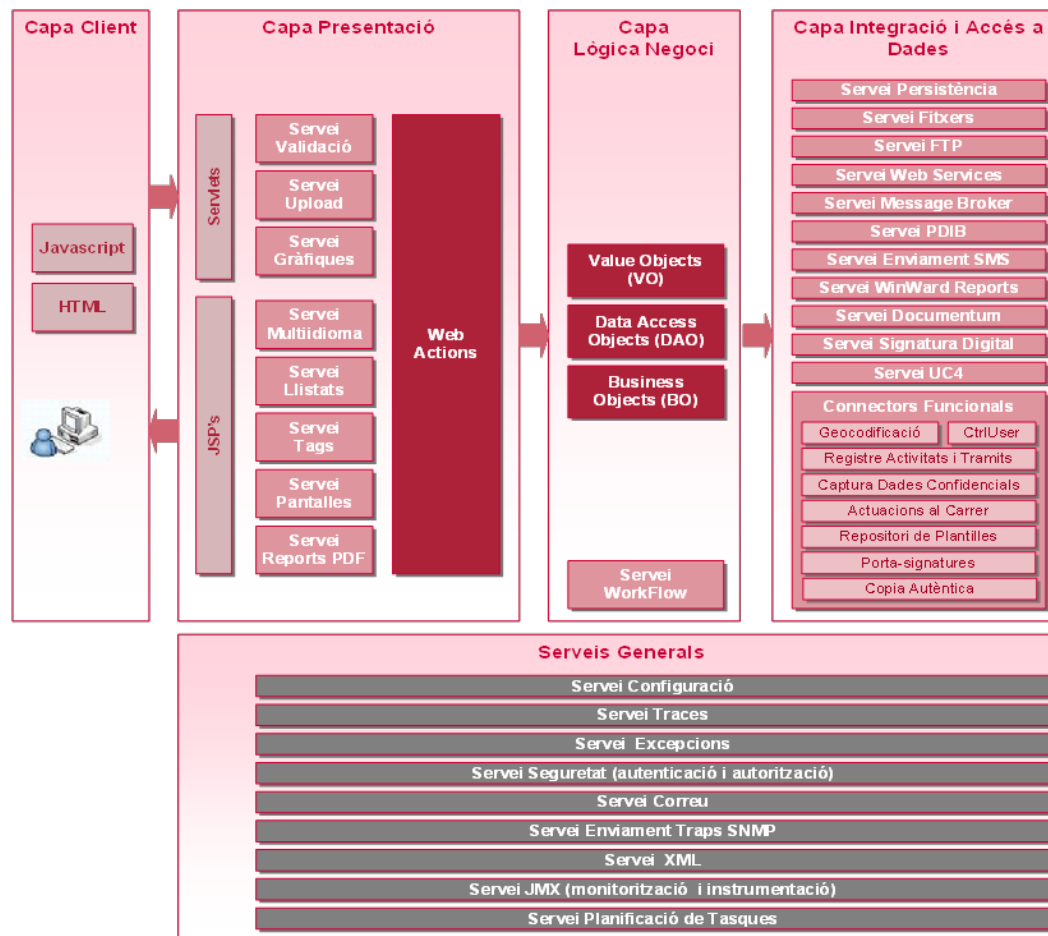 Capa Client
Javascript
HTML
Capa Presentació
Servlets
JSP's
Servei
Validació
Servei
Upload
Servei
Gràfiques
Servei
Multiidioma
Servei
Llistats
Servei
Tags
Servei
Pantalles
Servei
Reports PDF
Web
Actions
Capa
Lògica Negoci
Value Objects
(VO)
Data Access
Objects (DAO)
Business
Objects (BO)
Servei
WorkFlow
Capa Integració i Accés a
Dades
Servei Persistència
Servei Fitxers
Servei FTP
Servei Web Services
Servei Message Broker
Servei PDIB
Servei Enviament SMS
Servei WinWard Reports
Servei Documentum
Servei Signatura Digital
Servei UC4
Connectors Funcionals
Geocodificació
CtrlUser
Registre Activitats i Tramits
Captura Dades Confidencials
Actuacions al Carrer
Repositori de Plantilles
Porta-signatures
Copia Autèntica
Serveis Generals
Servei Configuració
Servei Traces
Servei Excepcions
Servei Seguretat (autenticació i autorització)
Servei Correu
Servei Enviament Traps SNMP
Servei XML
Servei JMX (monitorització i instrumentació)
Servei Planificació de Tasques